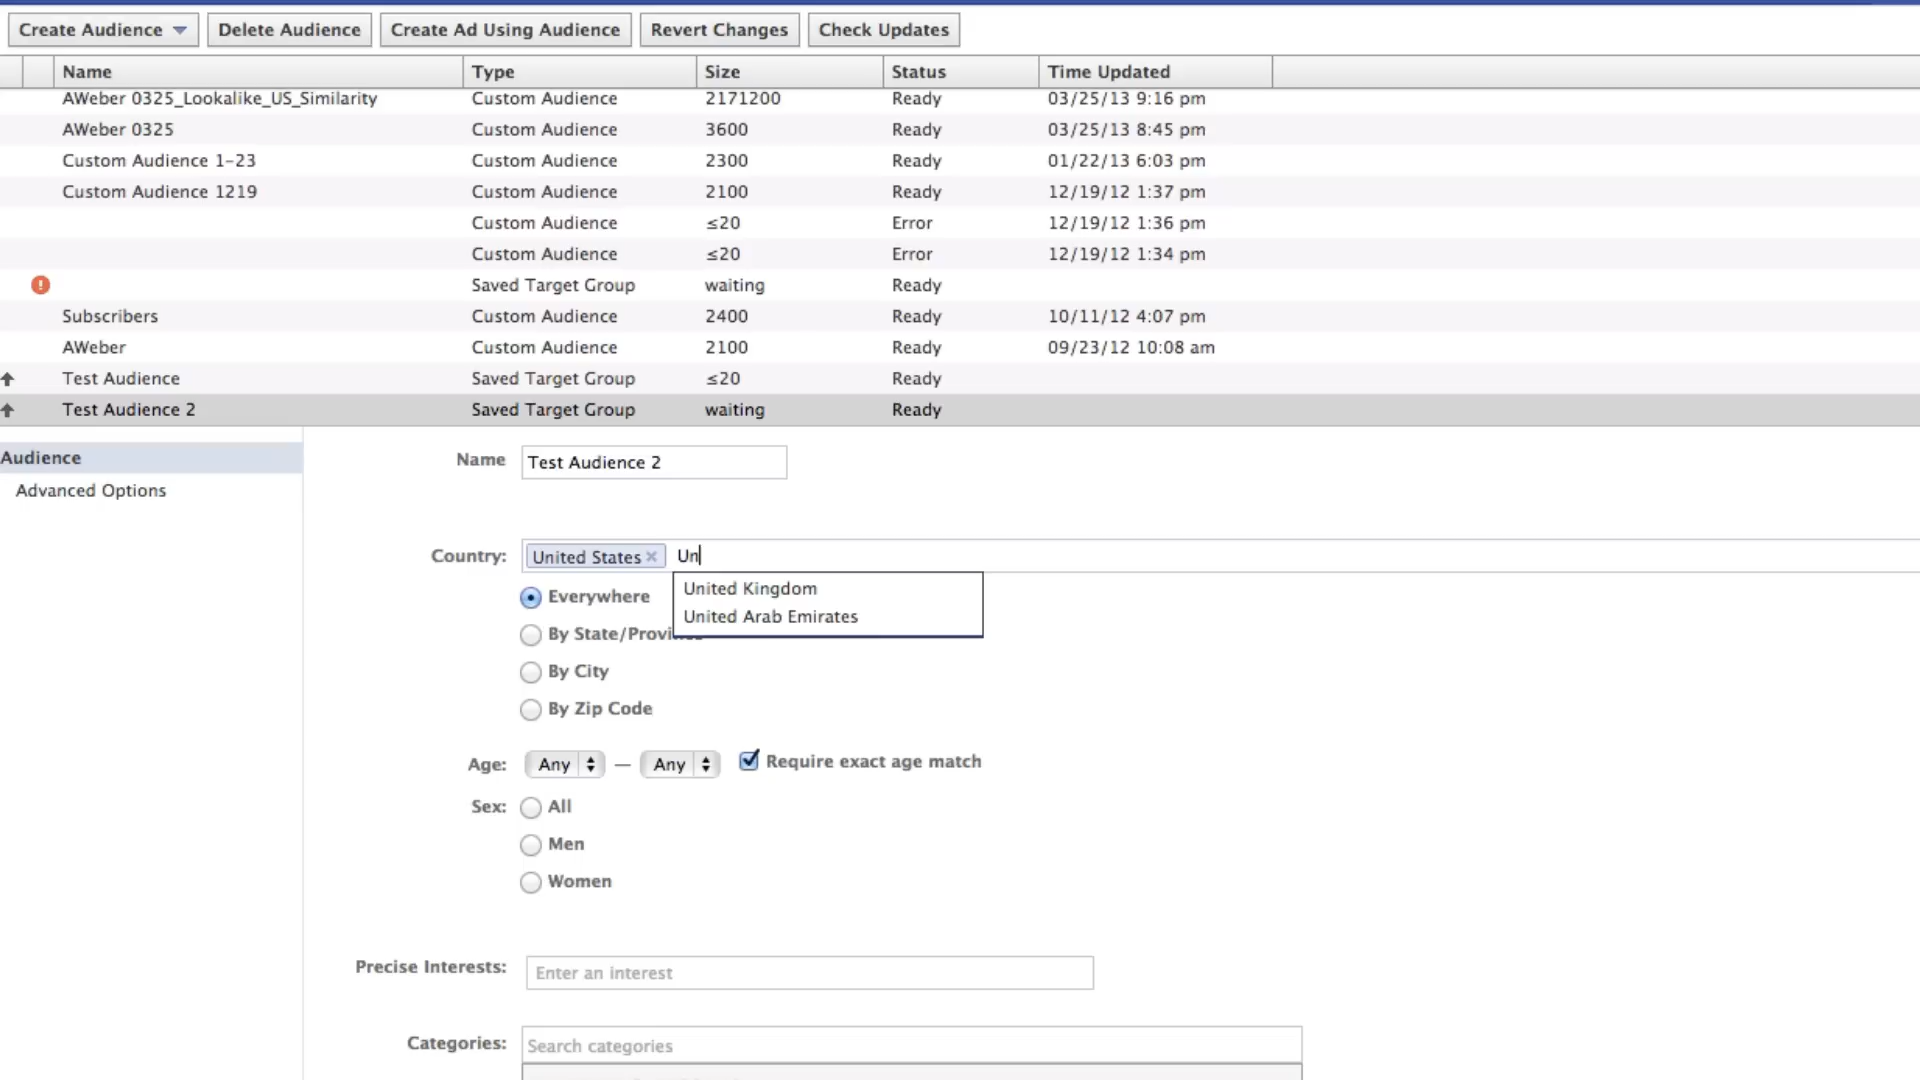 Create Audience Delete Audience Create Ad Using Audience Revert Changes Check Updates
Name Type Size Status Time Updated
AWeber 0325_Lookalike_US_Similarity Custom Audience 2171200 Ready 03/25/13 9:16 pm
AWeber 0325 Custom Audience 3600 Ready 03/25/13 8:45 pm
Custom Audience 1-23 Custom Audience 2300 Ready 01/22/13 6:03 pm
Custom Audience 1219 Custom Audience 2100 Ready 12/19/12 1:37 pm
Custom Audience ≤20 Error 12/19/12 1:36 pm
Custom Audience ≤20 Error 12/19/12 1:34 pm
Saved Target Group waiting Ready
Subscribers Custom Audience 2400 Ready 10/11/12 4:07 pm
AWeber Custom Audience 2100 Ready 09/23/12 10:08 am
Test Audience Saved Target Group ≤20 Ready
Test Audience 2 Saved Target Group waiting Ready
Audience
Advanced Options
Name Test Audience 2
Country: United States Un
United Kingdom
United Arab Emirates
Everywhere
By State/Provi
By City
By Zip Code
Age: Any — Any Require exact age match
Sex: All
Men
Women
Precise Interests: Enter an interest
Categories: Search categories